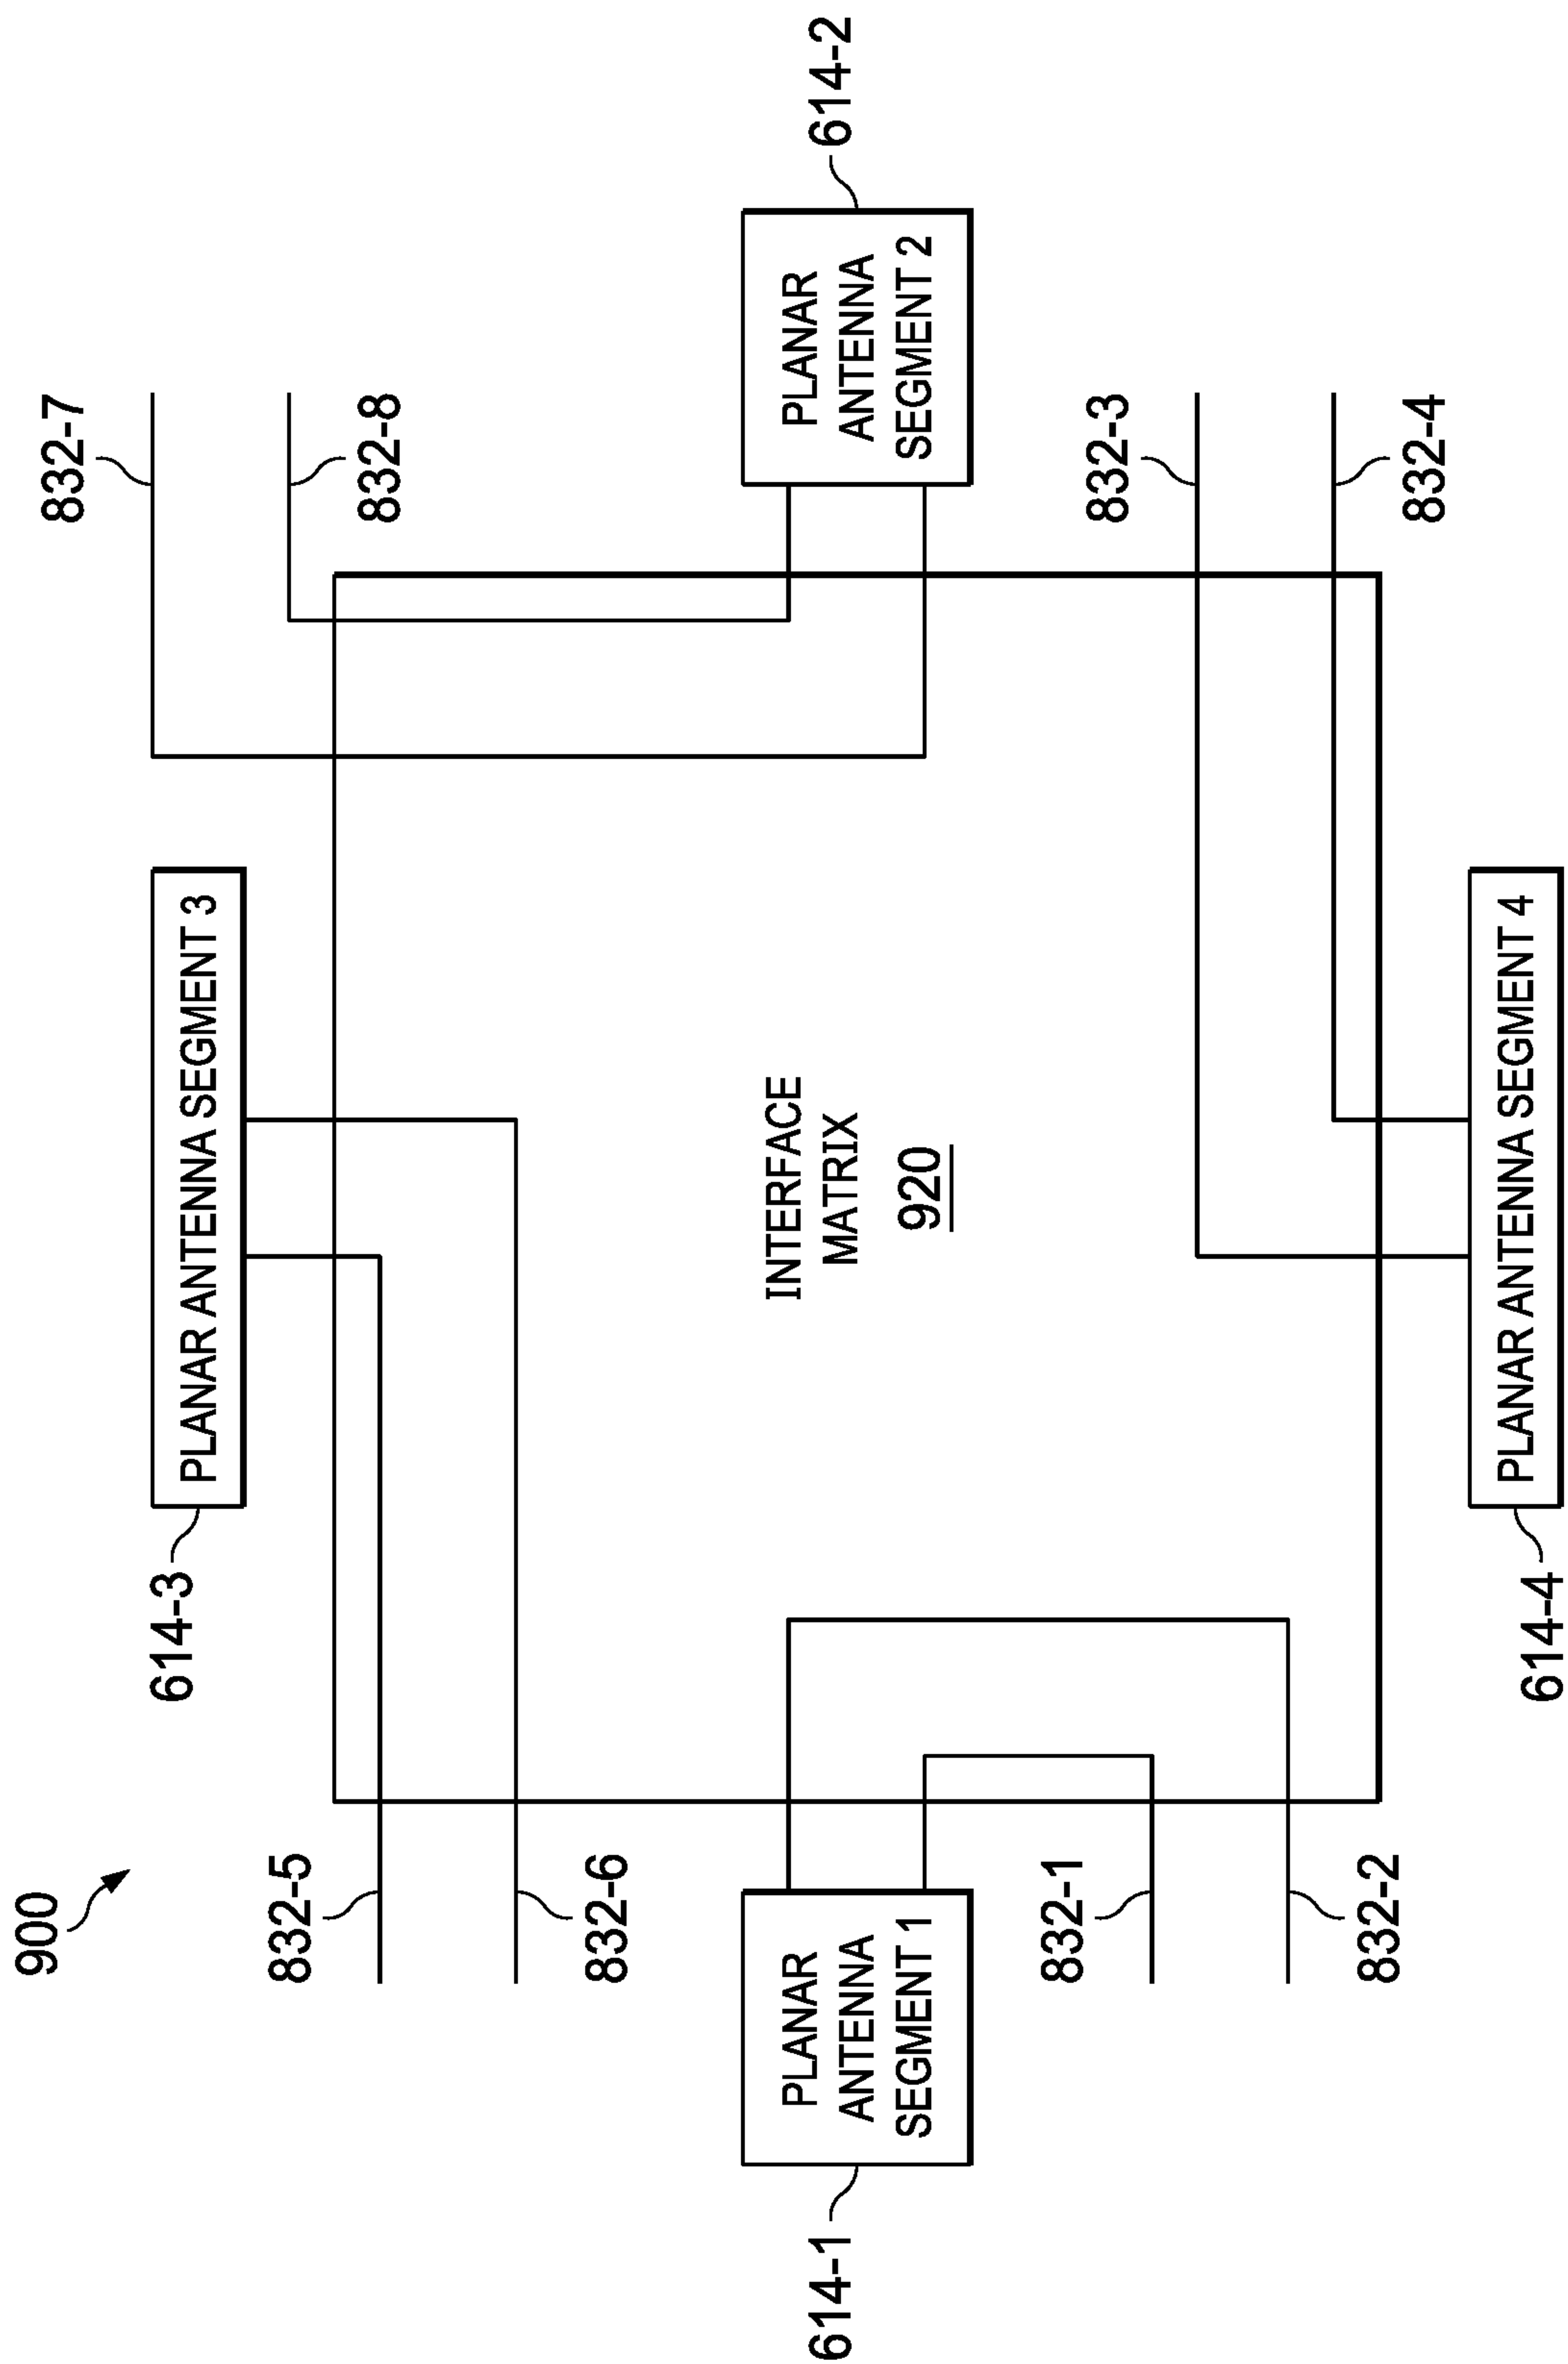 900
614-3
PLANAR ANTENNA SEGMENT 3
832-7
832-5
832-8
832-6
614-1
PLANAR
ANTENNA
SEGMENT 1
INTERFACE
MATRIX
920
PLANAR
ANTENNA
SEGMENT 2
614-2
832-1
832-3
832-2
832-4
614-4
PLANAR ANTENNA SEGMENT 4